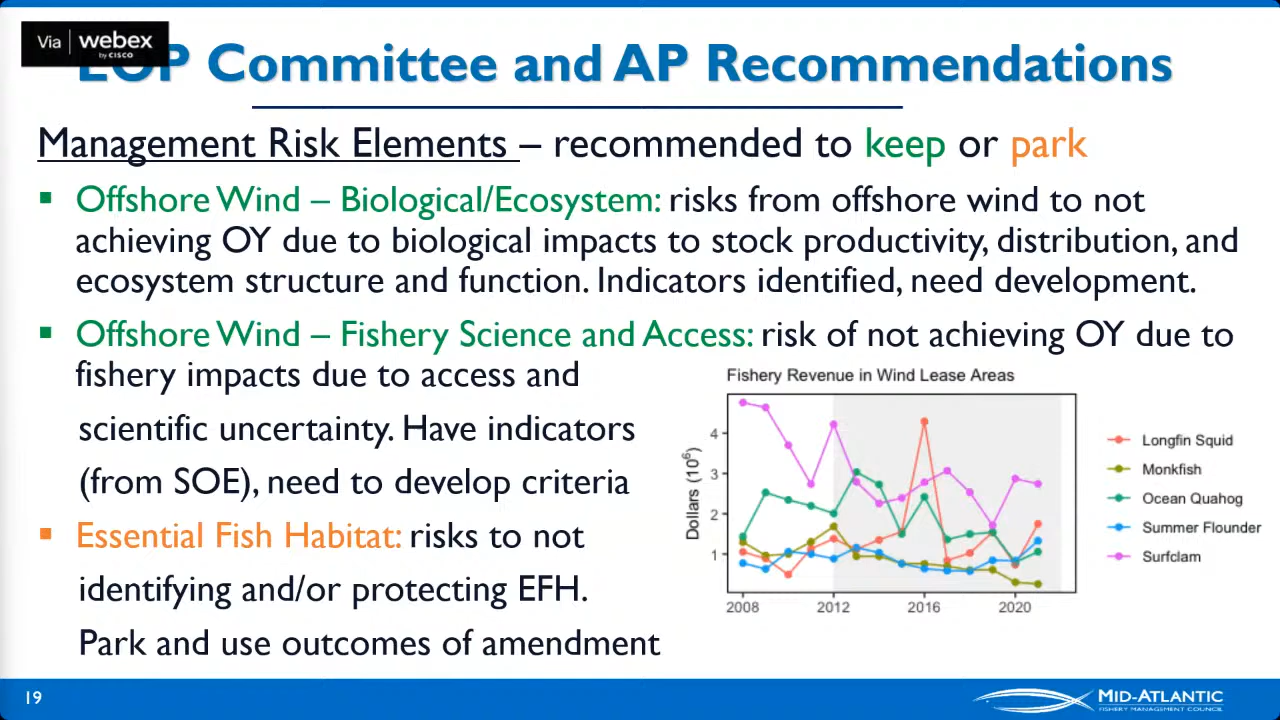 Via webex
by CISCO
Committee and AP Recommendations
Management Risk Elements – recommended to keep or park
Offshore Wind – Biological/Ecosystem: risks from offshore wind to not
achieving OY due to biological impacts to stock productivity, distribution, and
ecosystem structure and function. Indicators identified, need development.
Offshore Wind – Fishery Science and Access: risk of not achieving OY due to
fishery impacts due to access and
scientific uncertainty. Have indicators
(from SOE), need to develop criteria
Essential Fish Habitat: risks to not
identifying and/or protecting EFH.
Park and use outcomes of amendment
Fishery Revenue in Wind Lease Areas
Dollars (10⁶)
4
3
2
1
2008 2012 2016 2020
Longfin Squid
Monkfish
Ocean Quahog
Summer Flounder
Surfclam
19
MID-ATLANTIC
FISHERY MANAGEMENT COUNCIL